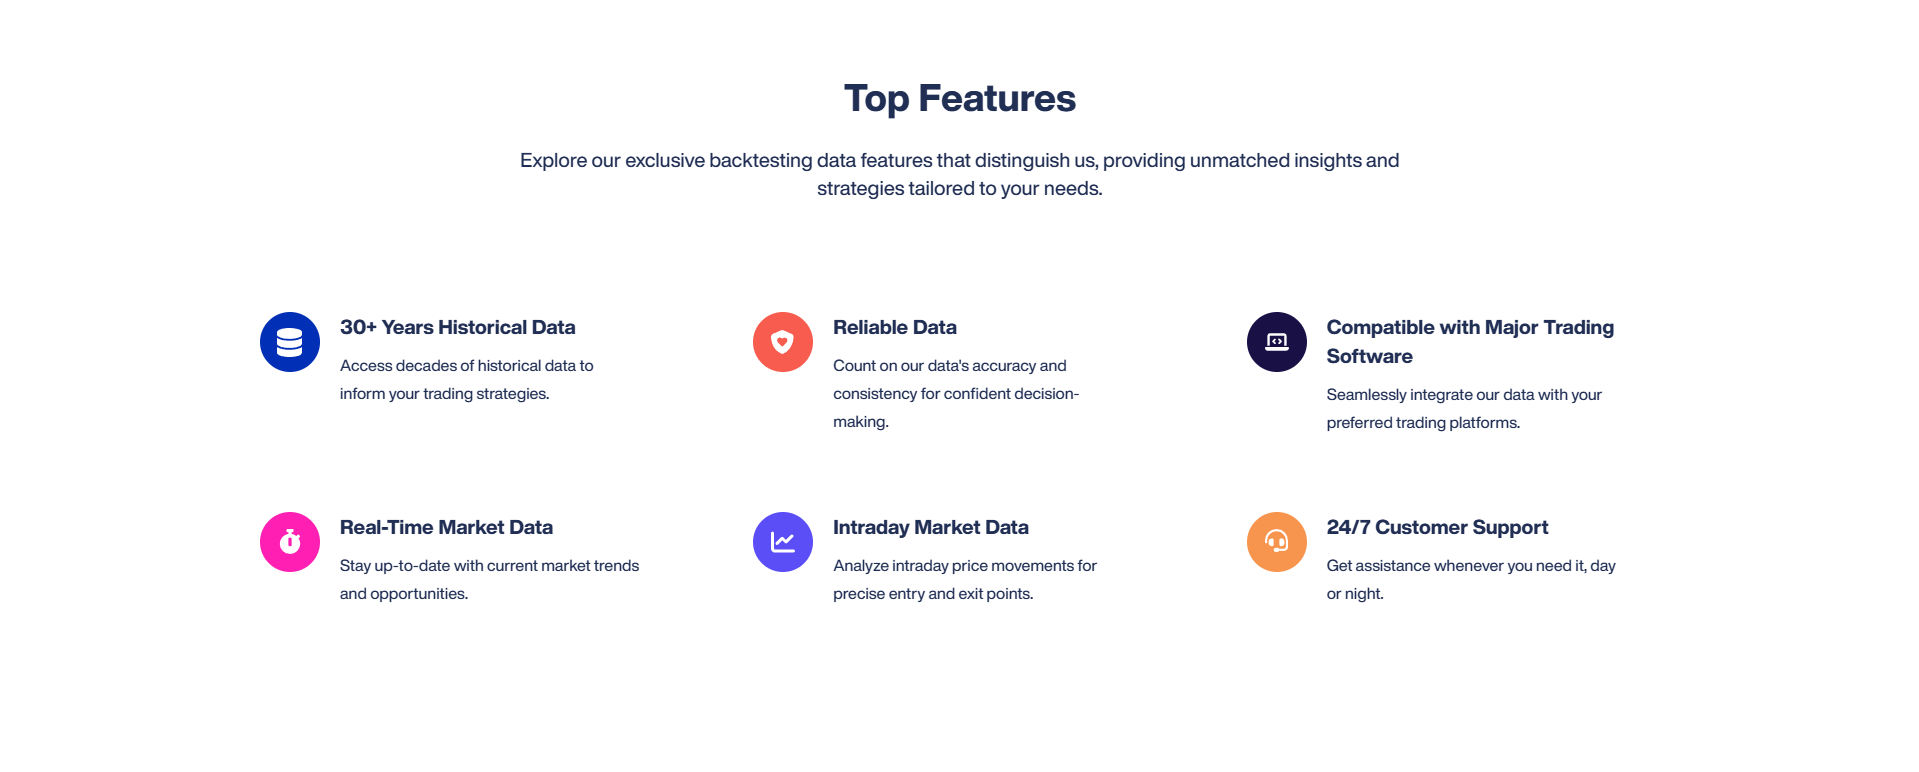 Top Features
Explore our exclusive backtesting data features that distinguish us, providing unmatched insights and
strategies tailored to your needs.
30+ Years Historical Data
Access decades of historical data to
inform your trading strategies.
Reliable Data
Count on our data's accuracy and
consistency for confident decision-
making.
Compatible with Major Trading
Software
Seamlessly integrate our data with your
preferred trading platforms.
Real-Time Market Data
Stay up-to-date with current market trends
and opportunities.
Intraday Market Data
Analyze intraday price movements for
precise entry and exit points.
24/7 Customer Support
Get assistance whenever you need it, day
or night.